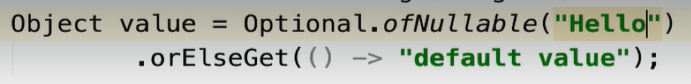 Object value = Optional.ofNullable("Hello")
.orElseGet(() -> "default value");